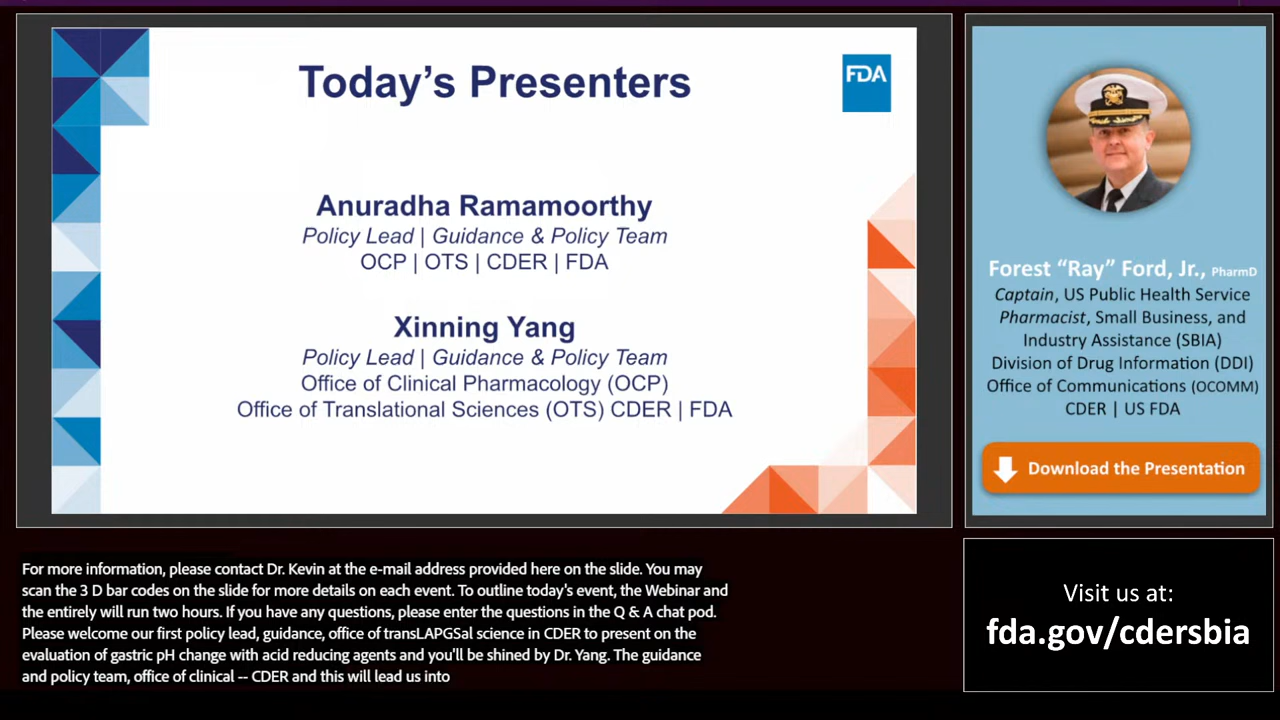 Today's Presenters
FDA
Anuradha Ramamoorthy
Policy Lead | Guidance & Policy Team
OCP | OTS | CDER | FDA
Xinning Yang
Policy Lead | Guidance & Policy Team
Office of Clinical Pharmacology (OCP)
Office of Translational Sciences (OTS) CDER | FDA
Forest “Ray” Ford, Jr., PharmD
Captain, US Public Health Service
Pharmacist, Small Business, and
Industry Assistance (SBIA)
Division of Drug Information (DDI)
Office of Communications (OCOMM)
CDER | US FDA
Download the Presentation
For more information, please contact Dr. Kevin at the e-mail address provided here on the slide. You may
scan the 3 D bar codes on the slide for more details on each event. To outline today's event, the Webinar and
the entirely will run two hours. If you have any questions, please enter the questions in the Q & A chat pod.
Please welcome our first policy lead, guidance, office of transLAPGSal science in CDER to present on the
evaluation of gastric pH change with acid reducing agents and you'll be shined by Dr. Yang. The guidance
and policy team, office of clinical -- CDER and this will lead us into
Visit us at:
fda.gov/cdersbia